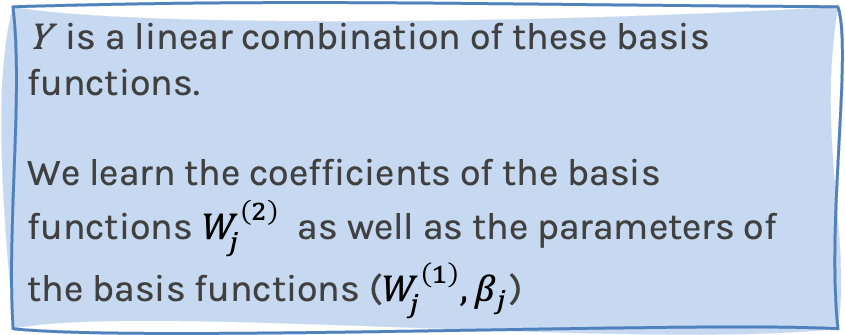 Y is a linear combination of these basis
functions.
We learn the coefficients of the basis
functions W_j^(2) as well as the parameters of
the basis functions (W_j^(1), β_j)